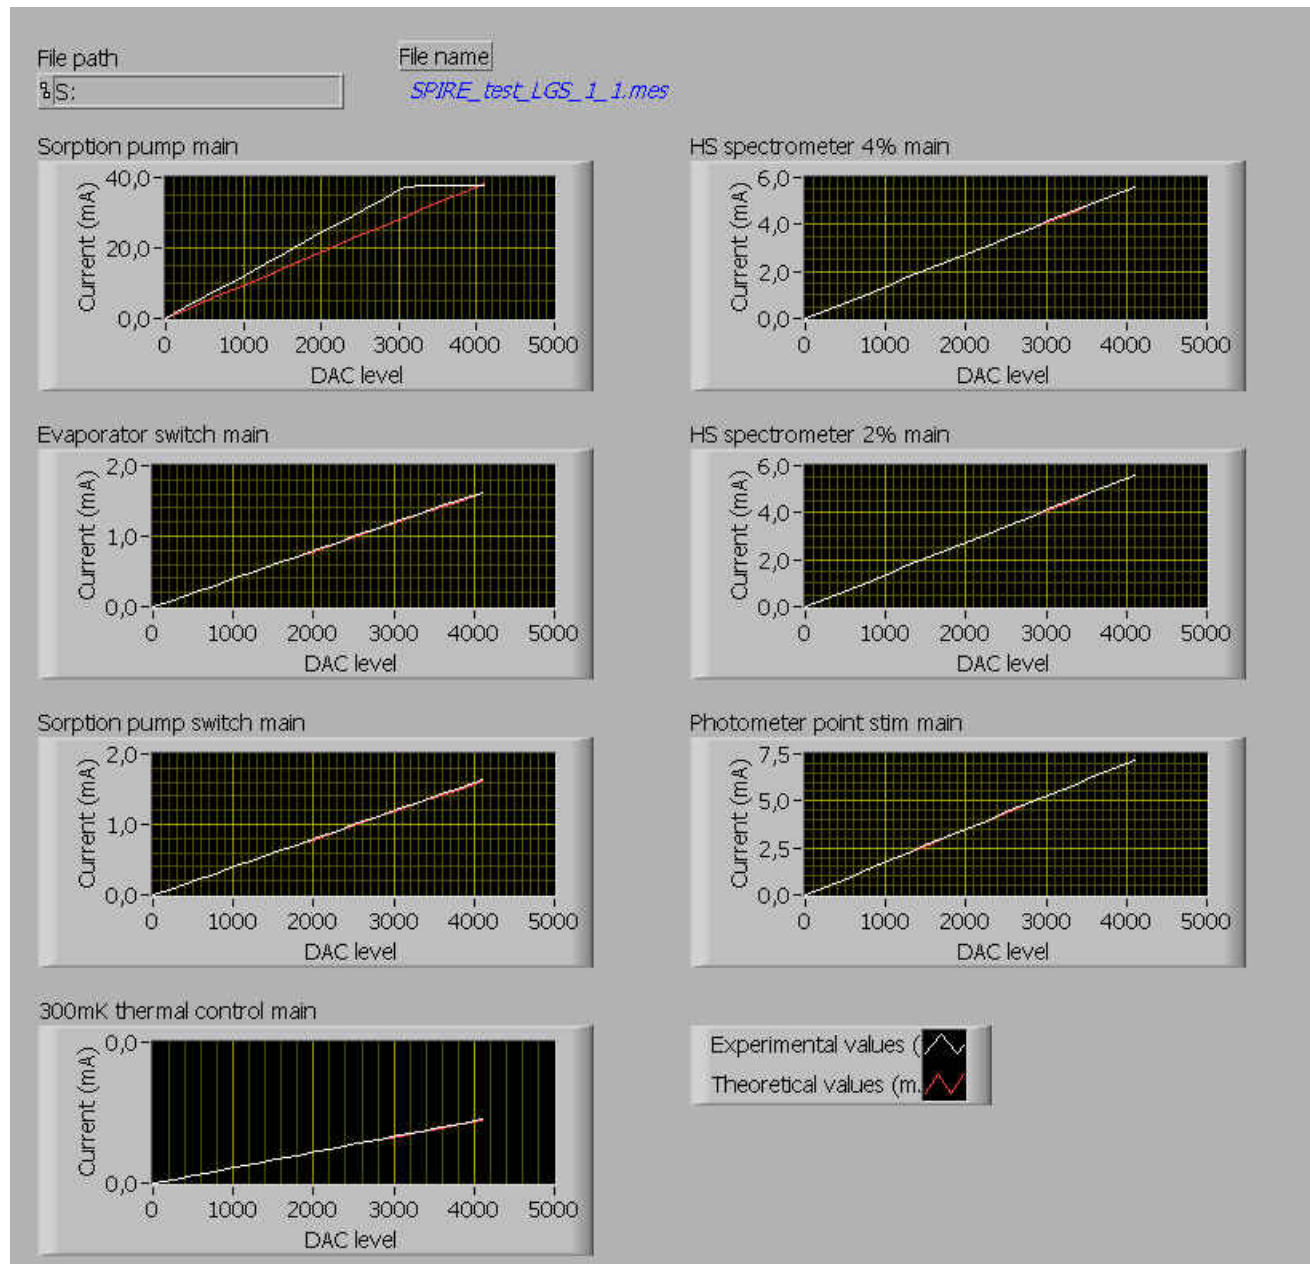 File path
File name
S:
SPIRE_test_LGS_1_1.mes
Sorption pump main
40,0
20,0
0,0
Current (mA)
0 1000 2000 3000 4000 5000
DAC level
HS spectrometer 4% main
6,0
4,0
2,0
0,0
Current (mA)
0 1000 2000 3000 4000 5000
DAC level
Evaporator switch main
2,0
1,0
0,0
Current (mA)
0 1000 2000 3000 4000 5000
DAC level
HS spectrometer 2% main
6,0
4,0
2,0
0,0
Current (mA)
0 1000 2000 3000 4000 5000
DAC level
Sorption pump switch main
2,0
1,0
0,0
Current (mA)
0 1000 2000 3000 4000 5000
DAC level
Photometer point stim main
7,5
5,0
2,5
0,0
Current (mA)
0 1000 2000 3000 4000 5000
DAC level
300mK thermal control main
0,0
0,0
Current (mA)
0 1000 2000 3000 4000 5000
DAC level
Experimental values (
Theoretical values (m.